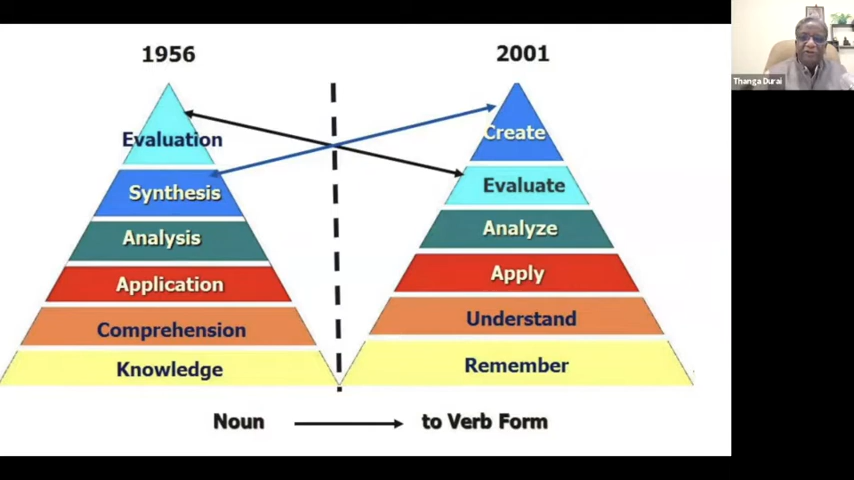 1956
2001
Evaluation
Synthesis
Analysis
Application
Comprehension
Knowledge
Create
Evaluate
Analyze
Apply
Understand
Remember
Noun
to Verb Form
Thanga Durai